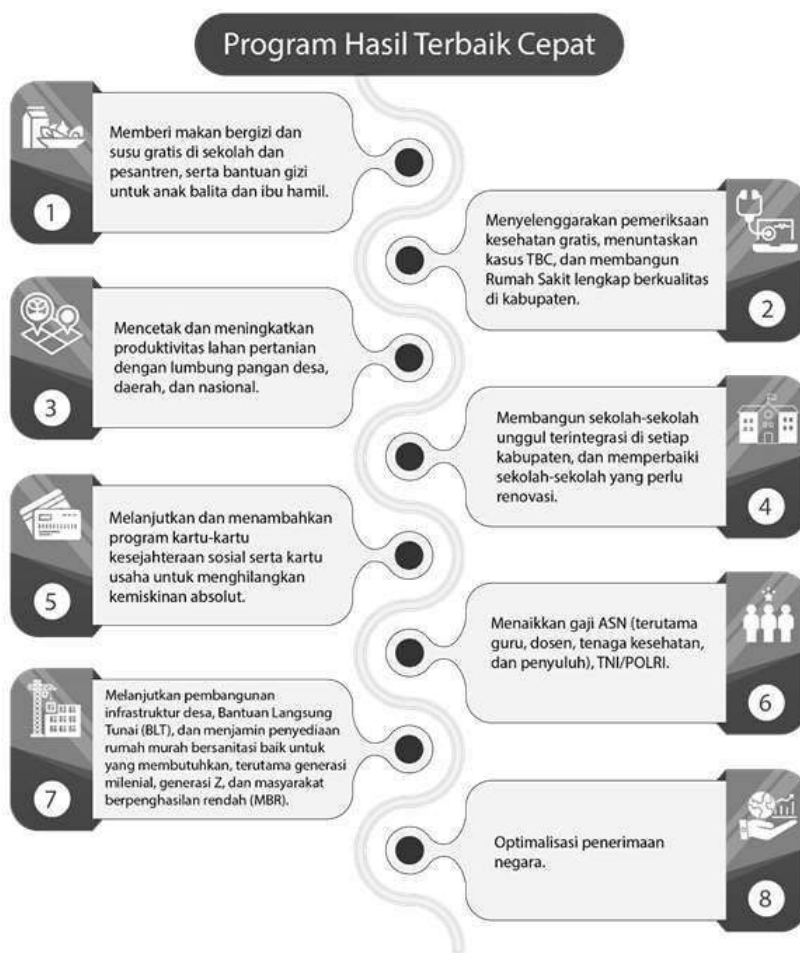 Program Hasil Terbaik Cepat
Memberi makan bergizi dan
susu gratis di sekolah dan
pesantren, serta bantuan gizi
untuk anak balita dan ibu hamil.
1
Menyelenggarakan pemeriksaan
kesehatan gratis, menuntaskan
kasus TBC, dan membangun
Rumah Sakit lengkap berkualitas
di kabupaten.
2
Mencetak dan meningkatkan
produktivitas lahan pertanian
dengan lumbung pangan desa,
daerah, dan nasional.
3
Membangun sekolah-sekolah
unggul terintegrasi di setiap
kabupaten, dan memperbaiki
sekolah-sekolah yang perlu
renovasi.
4
Melanjutkan dan menambahkan
program kartu-kartu
kesejahteraan sosial serta kartu
usaha untuk menghilangkan
kemiskinan absolut.
5
Menaikkan gaji ASN (terutama
guru, dosen, tenaga kesehatan,
dan penyuluh), TNI/POLRI.
6
Melanjutkan pembangunan
infrastruktur desa, Bantuan Langsung
Tunai (BLT), dan menjamin penyediaan
rumah murah bersanitasi baik untuk
yang membutuhkan, terutama generasi
milenial, generasi Z, dan masyarakat
berpenghasilan rendah (MBR).
7
Optimalisasi penerimaan
negara.
8